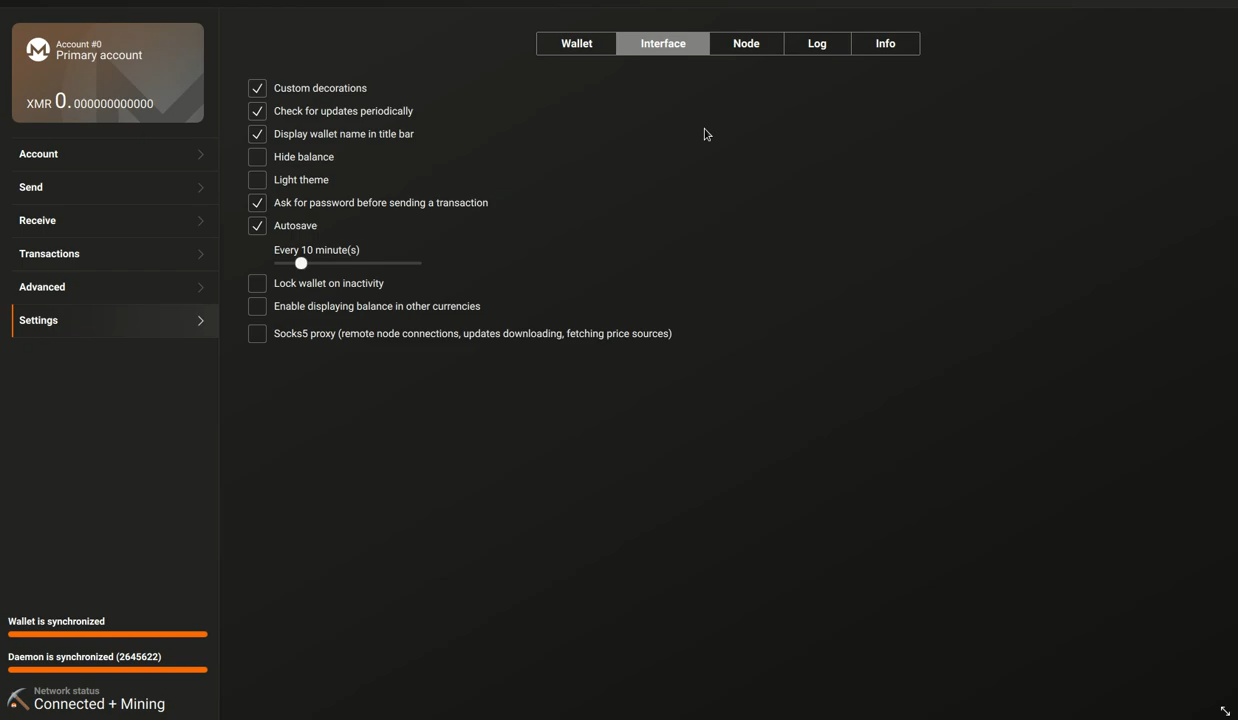 Account #0
Primary account
XMR 0.000000000000
Account
Send
Receive
Transactions
Advanced
Settings
Wallet is synchronized
Daemon is synchronized (2645622)
Network status
Connected + Mining
Wallet Interface Node Log Info
Custom decorations
Check for updates periodically
Display wallet name in title bar
Hide balance
Light theme
Ask for password before sending a transaction
Autosave
Every 10 minute(s)
Lock wallet on inactivity
Enable displaying balance in other currencies
Socks5 proxy (remote node connections, updates downloading, fetching price sources)